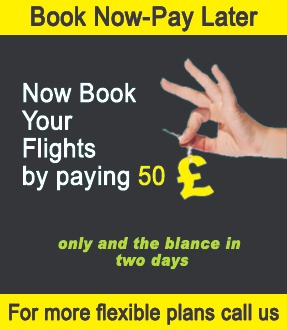 Book Now-Pay Later
Now Book
Your
Flights
by paying 50 £
only and the blance in
two days
For more flexible plans call us